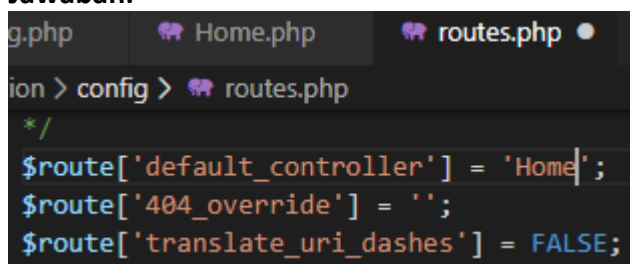 g.php Home.php routes.php
ion > config > routes.php
*/
$route['default_controller'] = 'Home';
$route['404_override'] = '';
$route['translate_uri_dashes'] = FALSE;